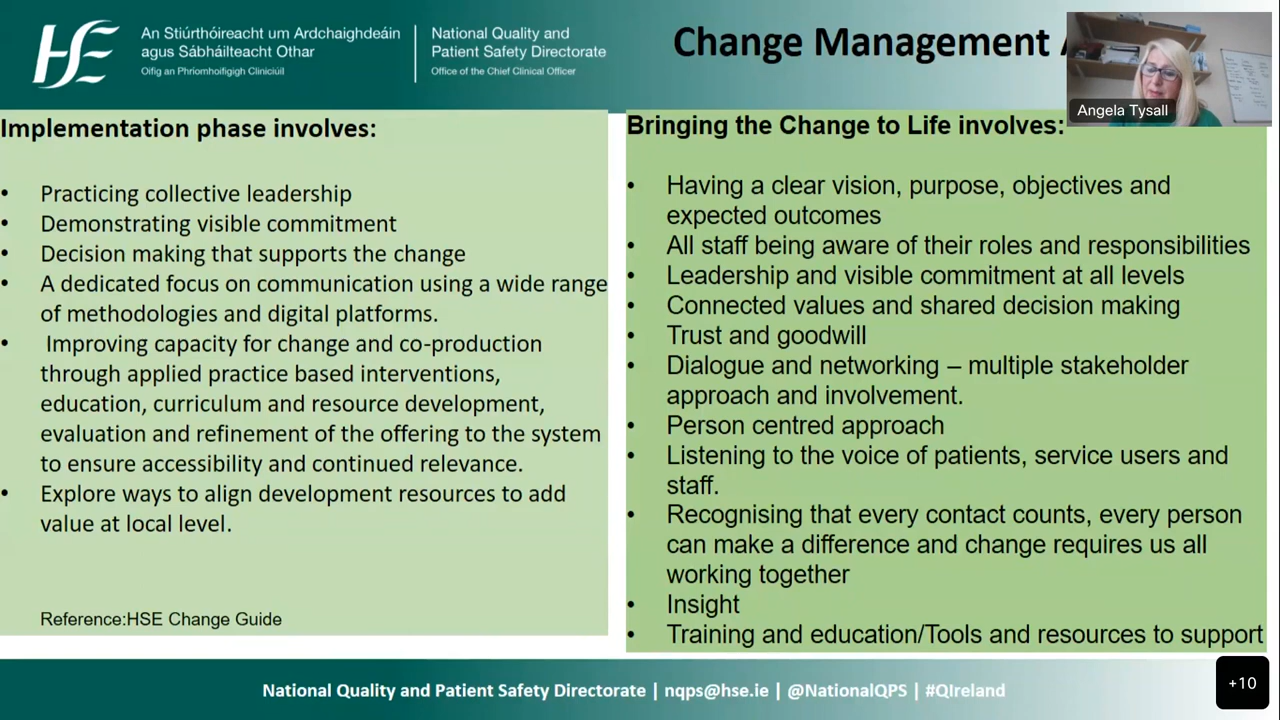 HSE
An Stiúrthóireacht um Ardchaighdeáin
agus Sábháilteacht Othar
Oifig an Phríomhoifigigh Cliniciúil
National Quality and
Patient Safety Directorate
Office of the Chief Clinical Officer
Change Management
Angela Tysall
Implementation phase involves:
• Practicing collective leadership
• Demonstrating visible commitment
• Decision making that supports the change
• A dedicated focus on communication using a wide range
of methodologies and digital platforms.
• Improving capacity for change and co-production
through applied practice based interventions,
education, curriculum and resource development,
evaluation and refinement of the offering to the system
to ensure accessibility and continued relevance.
• Explore ways to align development resources to add
value at local level.
Reference:HSE Change Guide
Bringing the Change to Life involves:
• Having a clear vision, purpose, objectives and
expected outcomes
• All staff being aware of their roles and responsibilities
• Leadership and visible commitment at all levels
• Connected values and shared decision making
• Trust and goodwill
• Dialogue and networking – multiple stakeholder
approach and involvement.
• Person centred approach
• Listening to the voice of patients, service users and
staff.
• Recognising that every contact counts, every person
can make a difference and change requires us all
working together
• Insight
• Training and education/Tools and resources to support
National Quality and Patient Safety Directorate | nqps@hse.ie | @NationalQPS | #QIreland
+10